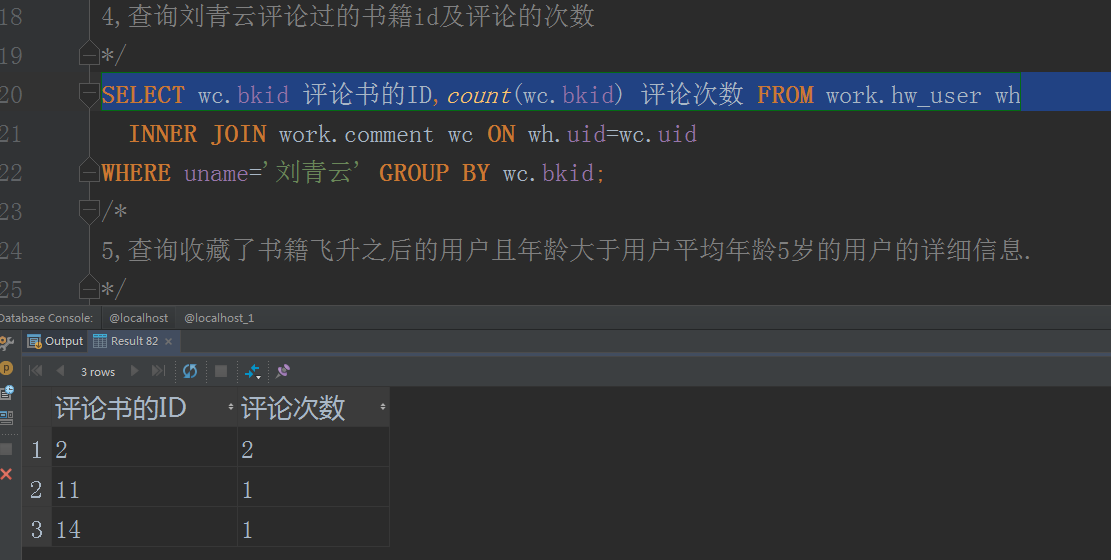 18 4,查询刘青云评论过的书籍id及评论的次数
19 */
20 SELECT wc.bkid 评论书的ID,count(wc.bkid) 评论次数 FROM work.hw_user wh
21 INNER JOIN work.comment wc ON wh.uid=wc.uid
22 WHERE uname='刘青云' GROUP BY wc.bkid;
23 /*
24 5,查询收藏了书籍飞升之后的用户且年龄大于用户平均年龄5岁的用户的详细信息.
25 */
Database Console: @localhost @localhost_1
Output Result 82
3 rows
评论书的ID 评论次数
1 2 2
2 11 1
3 14 1